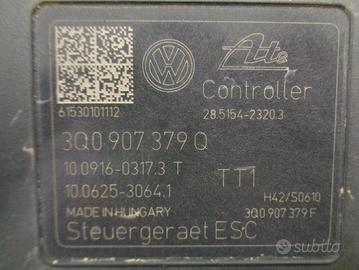 Ate
Controller
61530101112
28.5154-2320.3
3Q0 907 379 Q
10.0916-0317.3 T
TT1
10.0625-3064.1
H42/S0610
MADE IN HUNGARY
3Q0 907 379 F
Steuergeraet ESC
subito